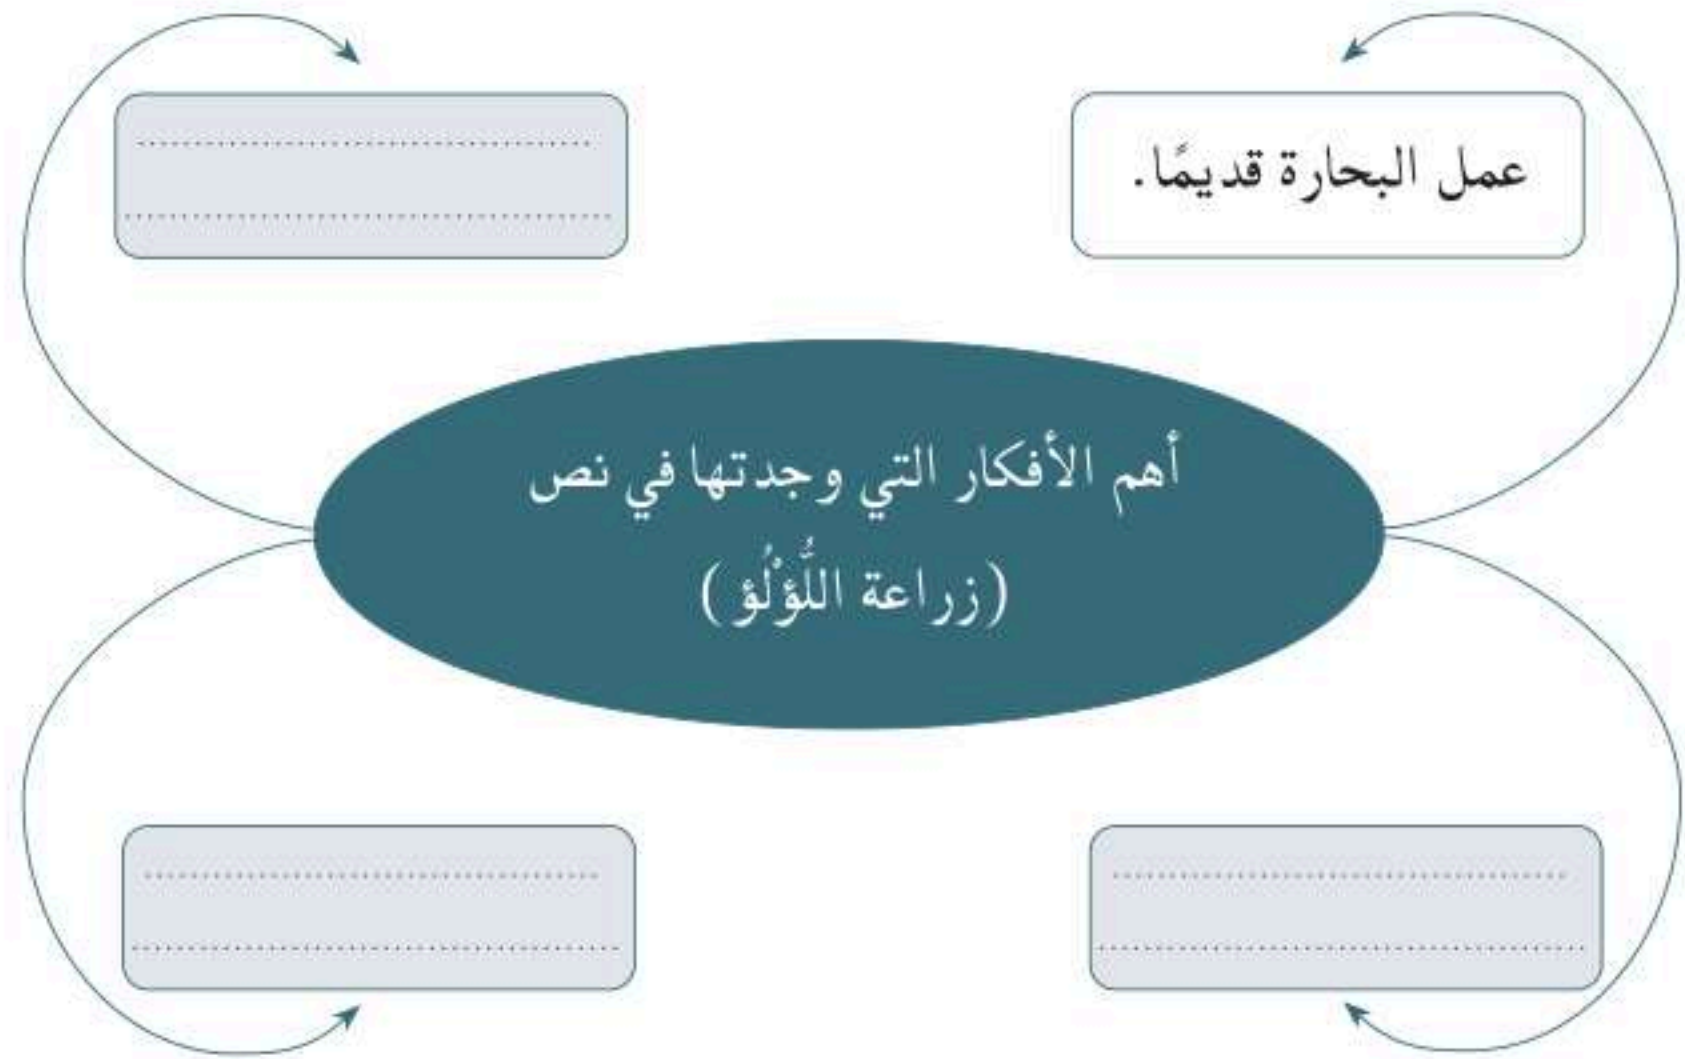 عمل البحارة قديمًا.
أهم الأفكار التي وجدتها في نص
(زراعة اللُّؤْلُؤ)